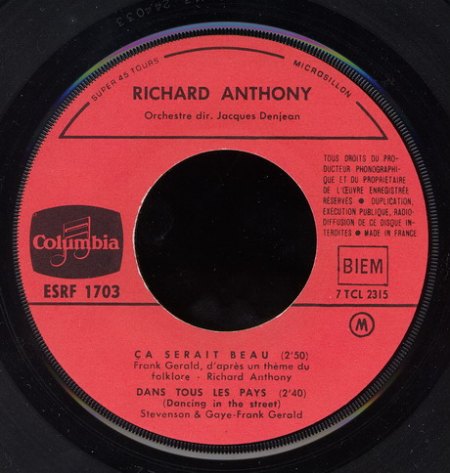 SUPER 45 TOURS
MICROSILLON
RICHARD ANTHONY
Orchestre dir. Jacques Denjean
TOUS DROITS DU PRO-
DUCTEUR PHONOGRAPHI-
QUE ET DU PROPRIETAIRE
DE L'ŒUVRE ENREGISTRÉE
RÉSERVÉS ● DUPLICATION,
EXECUTION PUBLIQUE, RADIO-
DIFFUSION DE CE DISQUE IN-
TERDITES ● MADE IN FRANCE
Columbia
ESRF 1703
BIEM
7 TCL 2315
M
ÇA SERAIT BEAU (2'50)
Frank Gerald, d'après un thème du
folklore - Richard Anthony
DANS TOUS LES PAYS (2'40)
(Dancing in the street)
Stevenson & Gaye-Frank Gerald